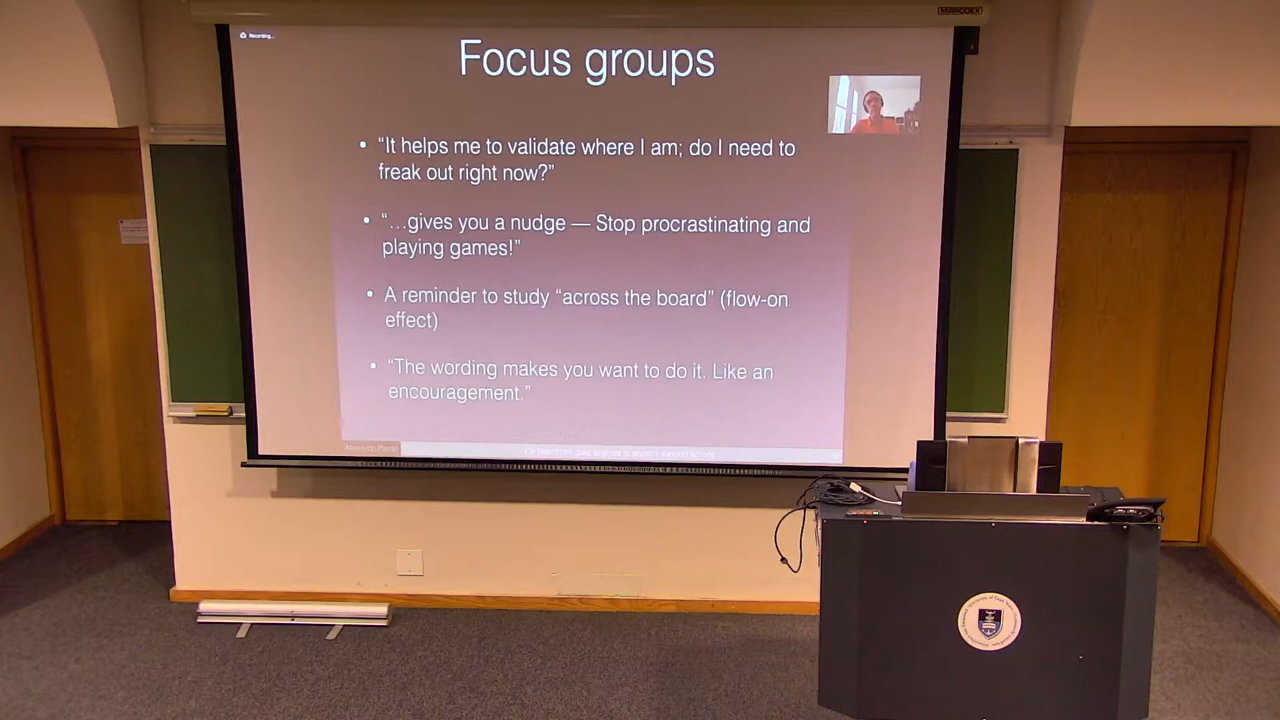 Recording...
Focus groups
• “It helps me to validate where I am; do I need to
freak out right now?”
• “…gives you a nudge — Stop procrastinating and
playing games!”
• A reminder to study “across the board” (flow-on
effect)
• “The wording makes you want to do it. Like an
encouragement.”